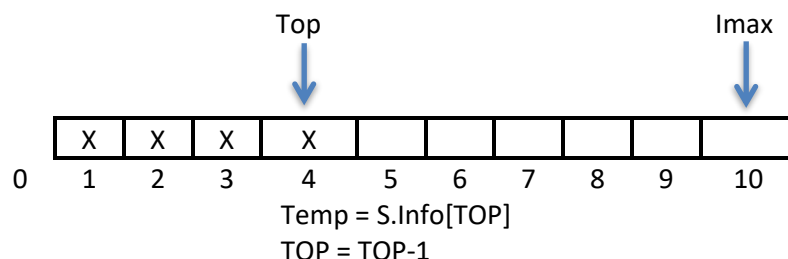 Top Imax
X X X X
0 1 2 3 4 5 6 7 8 9 10
Temp = S.Info[TOP]
TOP = TOP-1